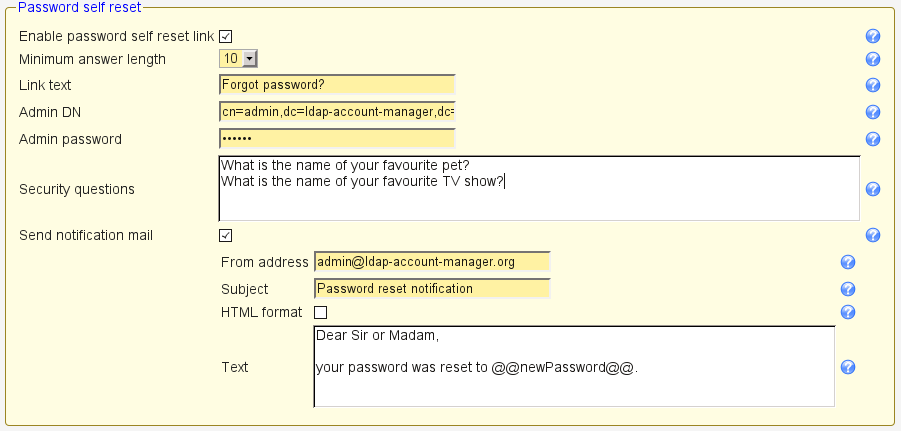 Password self reset
Enable password self reset link
Minimum answer length 10
Link text Forgot password?
Admin DN cn=admin,dc=ldap-account-manager,dc=
Admin password ••••••
What is the name of your favourite pet?
What is the name of your favourite TV show?
Security questions
Send notification mail
From address admin@ldap-account-manager.org
Subject Password reset notification
HTML format
Dear Sir or Madam,
Text your password was reset to @@newPassword@@.